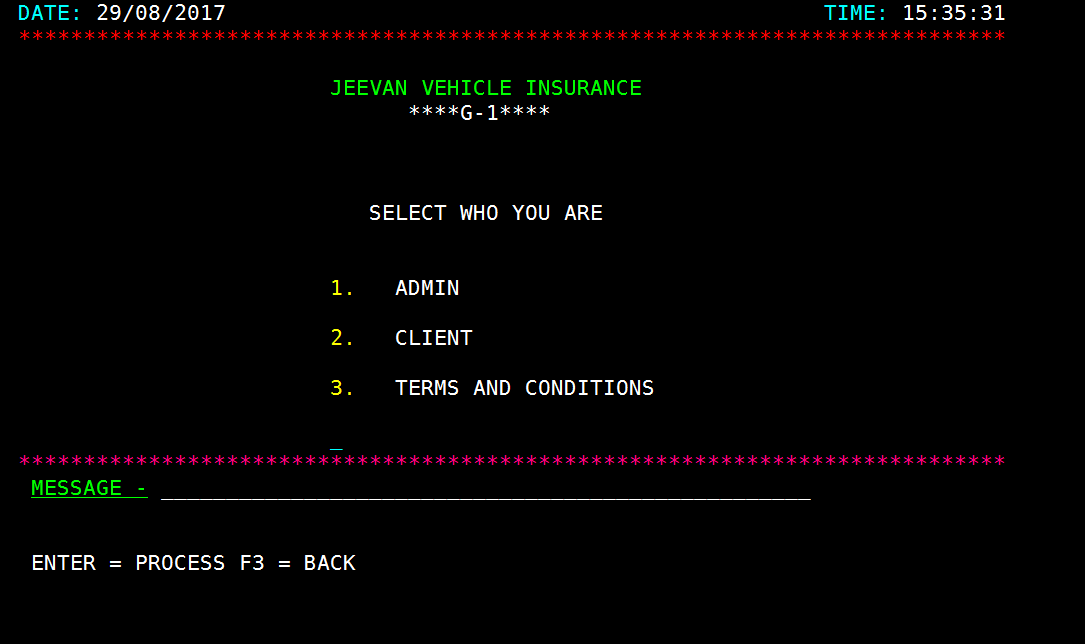 DATE: 29/08/2017 TIME: 15:35:31
****************************************************************************
JEEVAN VEHICLE INSURANCE
****G-1****
SELECT WHO YOU ARE
1. ADMIN
2. CLIENT
3. TERMS AND CONDITIONS
_
****************************************************************************
MESSAGE - __________________________________________________
ENTER = PROCESS F3 = BACK